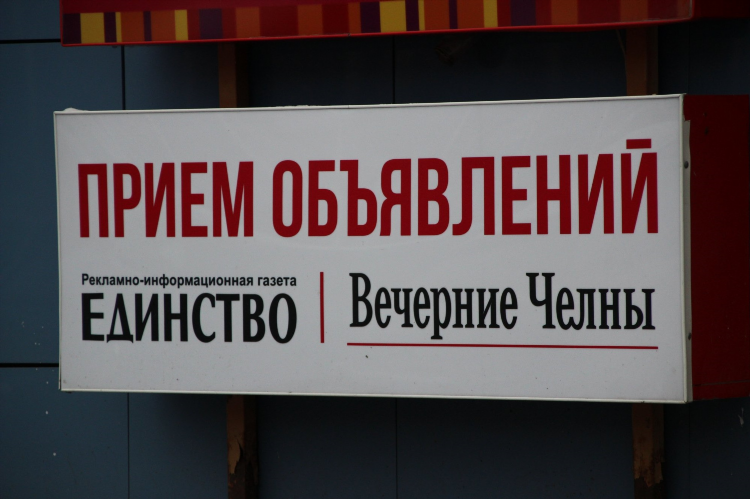 ПРИЕМ ОБЪЯВЛЕНИЙ
Рекламно-информационная газета
ЕДИНСТВО
Вечерние Челны